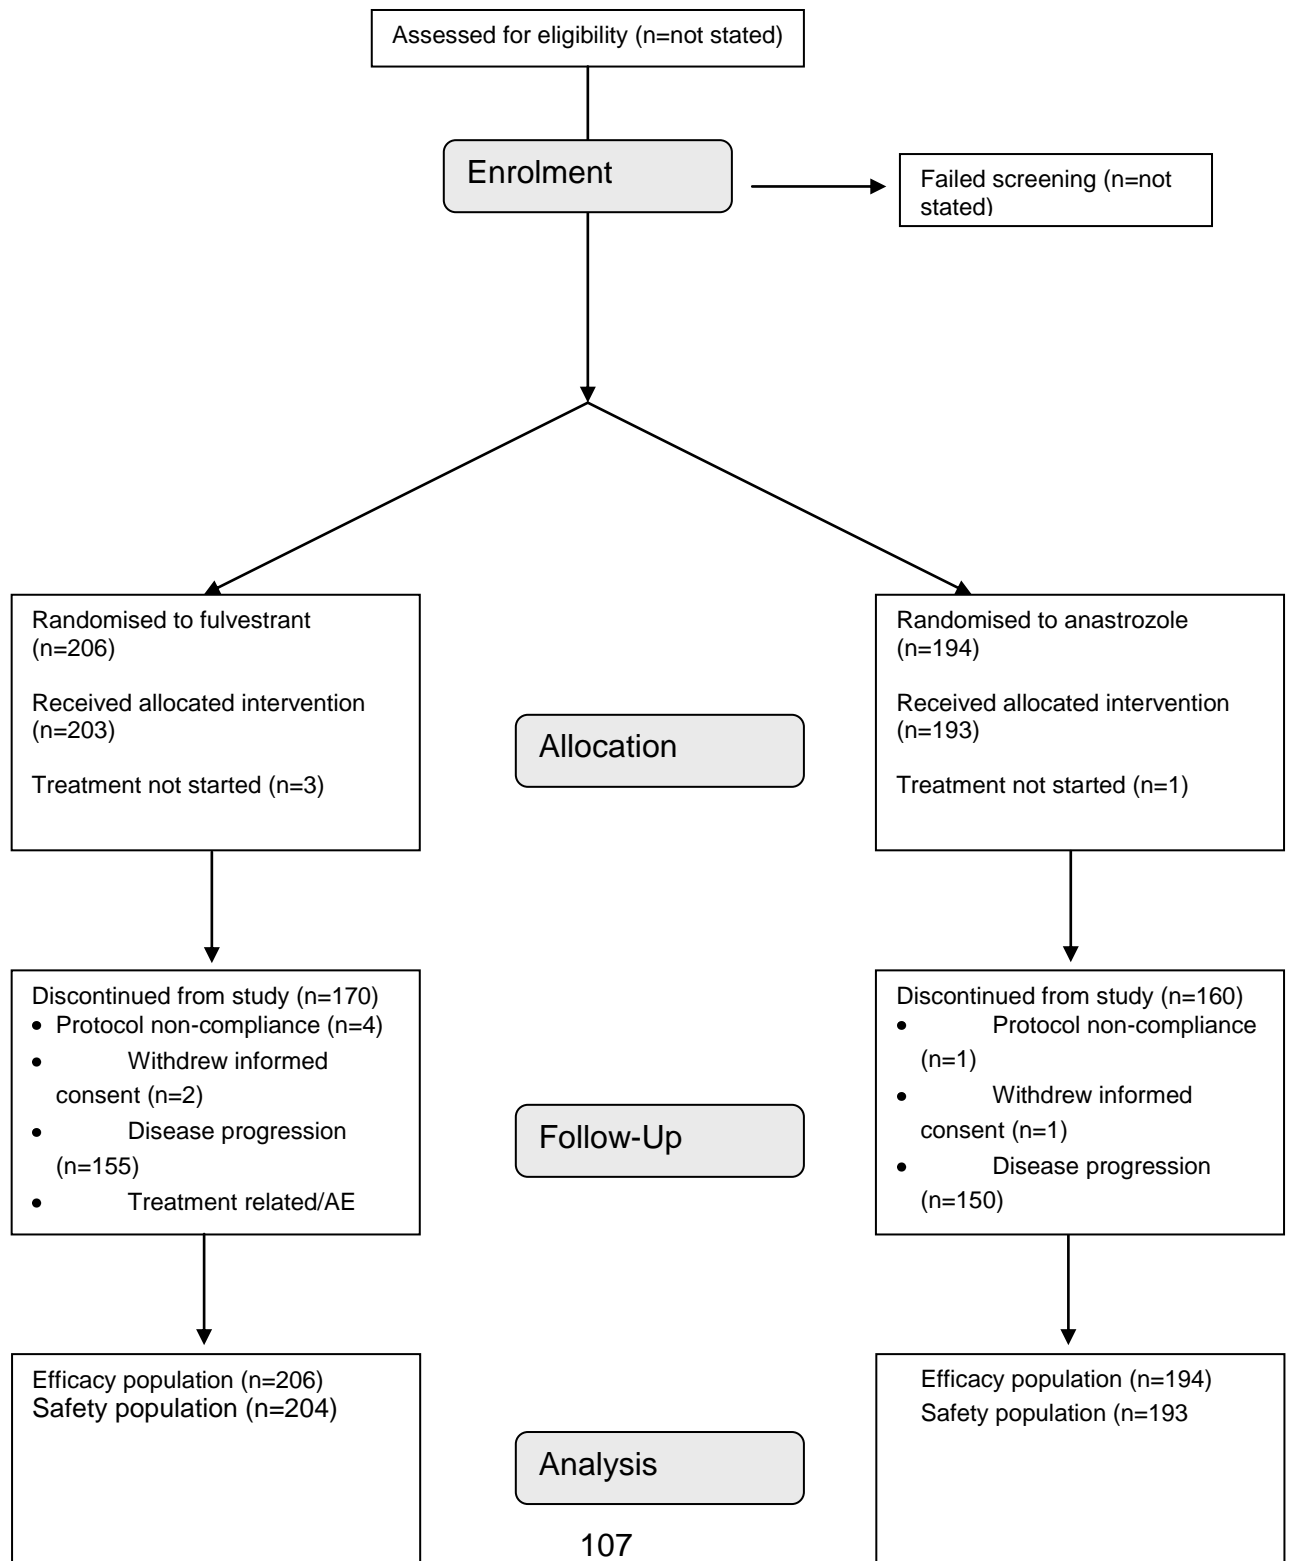 Assessed for eligibility (n=not stated)
Enrolment
Failed screening (n=not
stated)
Randomised to fulvestrant
(n=206)
Received allocated intervention
(n=203)
Treatment not started (n=3)
Randomised to anastrozole
(n=194)
Received allocated intervention
(n=193)
Treatment not started (n=1)
Allocation
Discontinued from study (n=170)
• Protocol non-compliance (n=4)
• Withdrew informed
consent (n=2)
• Disease progression
(n=155)
• Treatment related/AE
Discontinued from study (n=160)
• Protocol non-compliance
(n=1)
• Withdrew informed
consent (n=1)
• Disease progression
(n=150)
Follow-Up
Efficacy population (n=206)
Safety population (n=204)
Efficacy population (n=194)
Safety population (n=193
Analysis
107